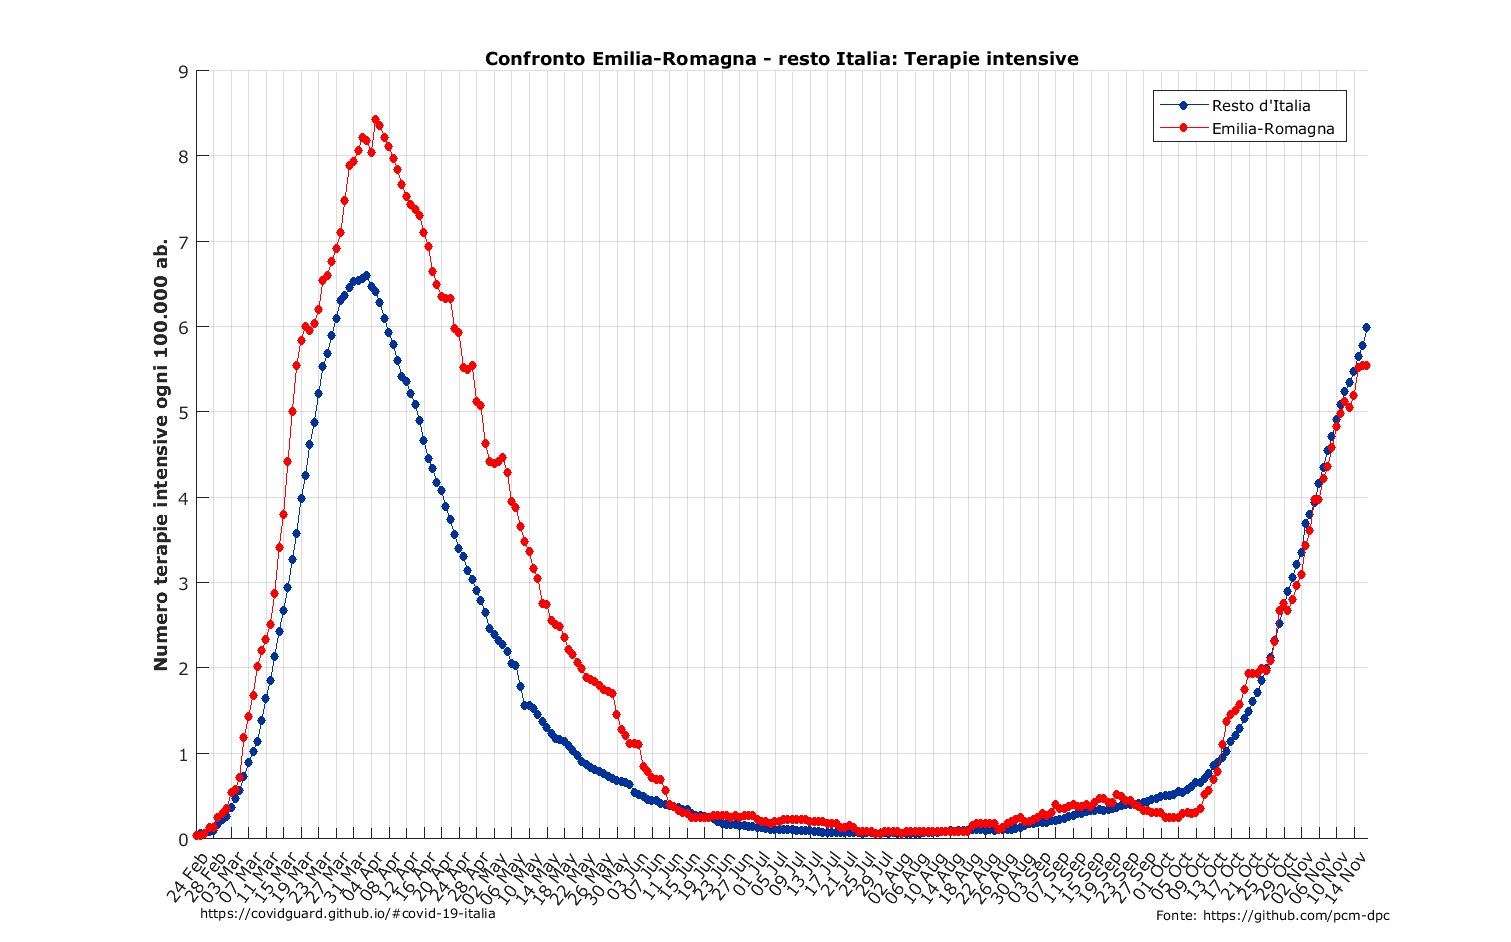 Confronto Emilia-Romagna - resto Italia: Terapie intensive
Resto d'Italia
Emilia-Romagna
Numero terapie intensive ogni 100.000 ab.
9
8
7
6
5
4
3
2
1
0
24 Feb
28 Feb
03 Mar
07 Mar
11 Mar
15 Mar
19 Mar
23 Mar
27 Mar
31 Mar
04 Apr
08 Apr
12 Apr
16 Apr
20 Apr
24 Apr
28 Apr
02 May
06 May
10 May
14 May
18 May
22 May
26 May
30 May
03 Jun
07 Jun
11 Jun
15 Jun
19 Jun
23 Jun
27 Jun
01 Jul
05 Jul
09 Jul
13 Jul
17 Jul
21 Jul
25 Jul
29 Jul
02 Aug
06 Aug
10 Aug
14 Aug
18 Aug
22 Aug
26 Aug
30 Aug
03 Sep
07 Sep
11 Sep
15 Sep
19 Sep
23 Sep
27 Sep
01 Oct
05 Oct
09 Oct
13 Oct
17 Oct
21 Oct
25 Oct
29 Oct
02 Nov
06 Nov
10 Nov
14 Nov
https://covidguard.github.io/#covid-19-italia
Fonte: https://github.com/pcm-dpc